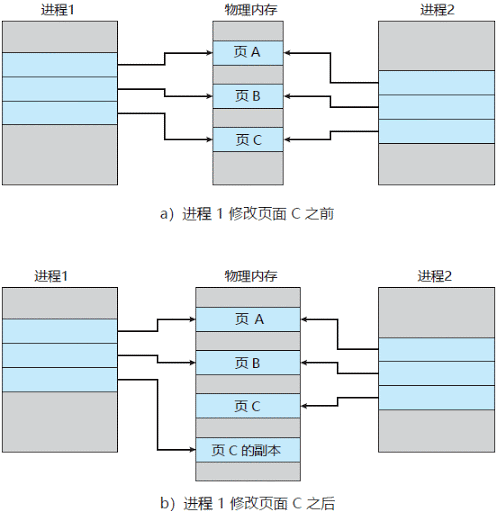 进程1 物理内存 进程2
页 A
页 B
页 C
a）进程 1 修改页面 C 之前
进程1 物理内存 进程2
页 A
页 B
页 C
页 C 的副本
b）进程 1 修改页面 C 之后